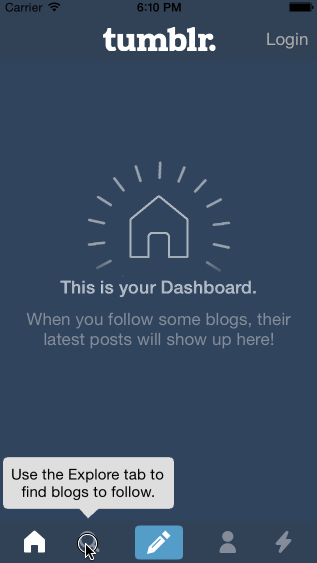 Carrier 6:10 PM
tumblr. Login
This is your Dashboard.
When you follow some blogs, their
latest posts will show up here!
Use the Explore tab to
find blogs to follow.